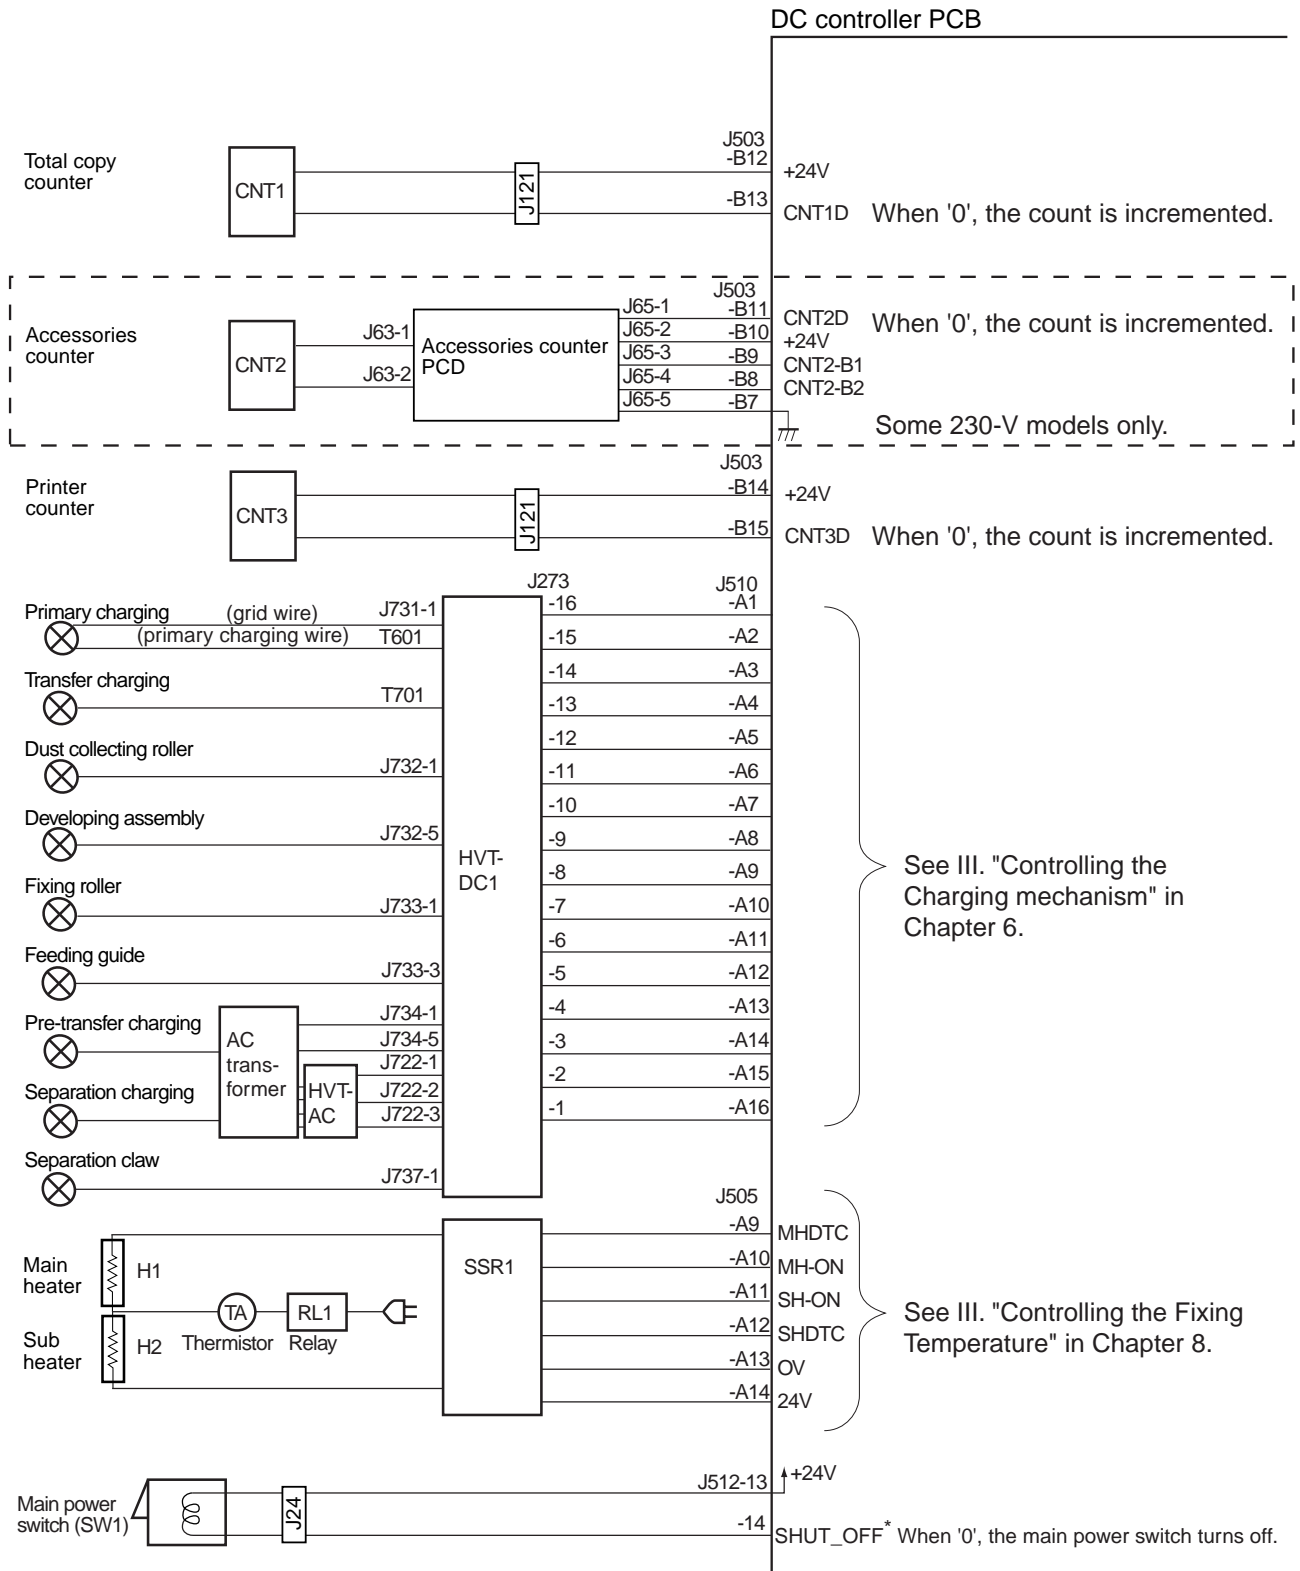 DC controller PCB
Total copy
counter
CNT1
J121
J503
-B12
+24V
-B13
CNT1D
When '0', the count is incremented.
Accessories
counter
CNT2
J63-1
J63-2
Accessories counter
PCD
J65-1
J65-2
J65-3
J65-4
J65-5
J503
-B11
-B10
-B9
-B8
-B7
CNT2D
When '0', the count is incremented.
+24V
CNT2-B1
CNT2-B2
Some 230-V models only.
Printer
counter
CNT3
J121
J503
-B14
+24V
-B15
CNT3D
When '0', the count is incremented.
Primary charging
(grid wire)
J731-1
(primary charging wire)
T601
Transfer charging
T701
Dust collecting roller
J732-1
Developing assembly
J732-5
Fixing roller
J733-1
Feeding guide
J733-3
Pre-transfer charging
AC
trans-
former
J734-1
J734-5
J722-1
Separation charging
HVT-
AC
J722-2
J722-3
Separation claw
J737-1
HVT-
DC1
J273
J510
-16
-A1
-15
-A2
-14
-A3
-13
-A4
-12
-A5
-11
-A6
-10
-A7
-9
-A8
-8
-A9
-7
-A10
-6
-A11
-5
-A12
-4
-A13
-3
-A14
-2
-A15
-1
-A16
See III. "Controlling the
Charging mechanism" in
Chapter 6.
Main
heater
H1
Sub
heater
H2
TA
Thermistor
RL1
Relay
SSR1
J505
-A9
MHDTC
-A10
MH-ON
-A11
SH-ON
-A12
SHDTC
-A13
OV
-A14
24V
See III. "Controlling the Fixing
Temperature" in Chapter 8.
Main power
switch (SW1)
J24
J512-13
+24V
-14
SHUT_OFF* When '0', the main power switch turns off.